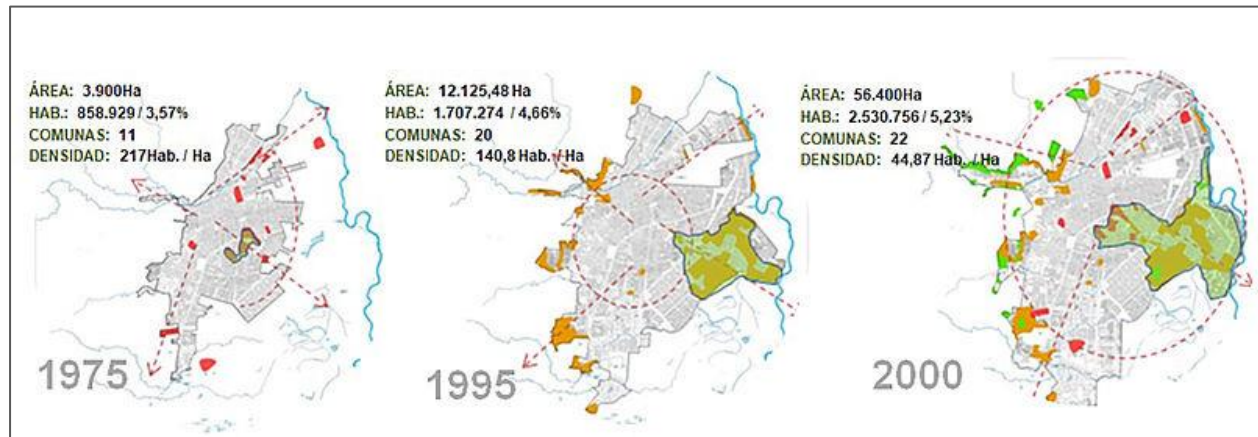 ÁREA: 3.900Ha
HAB.: 858.929 / 3,57%
COMUNAS: 11
DENSIDAD: 217Hab. / Ha
1975
ÁREA: 12.125,48 Ha
HAB.: 1.707.274 / 4,66%
COMUNAS: 20
DENSIDAD: 140,8 Hab. / Ha
1995
ÁREA: 56.400Ha
HAB.: 2.530.756 / 5,23%
COMUNAS: 22
DENSIDAD: 44,87 Hab. / Ha
2000